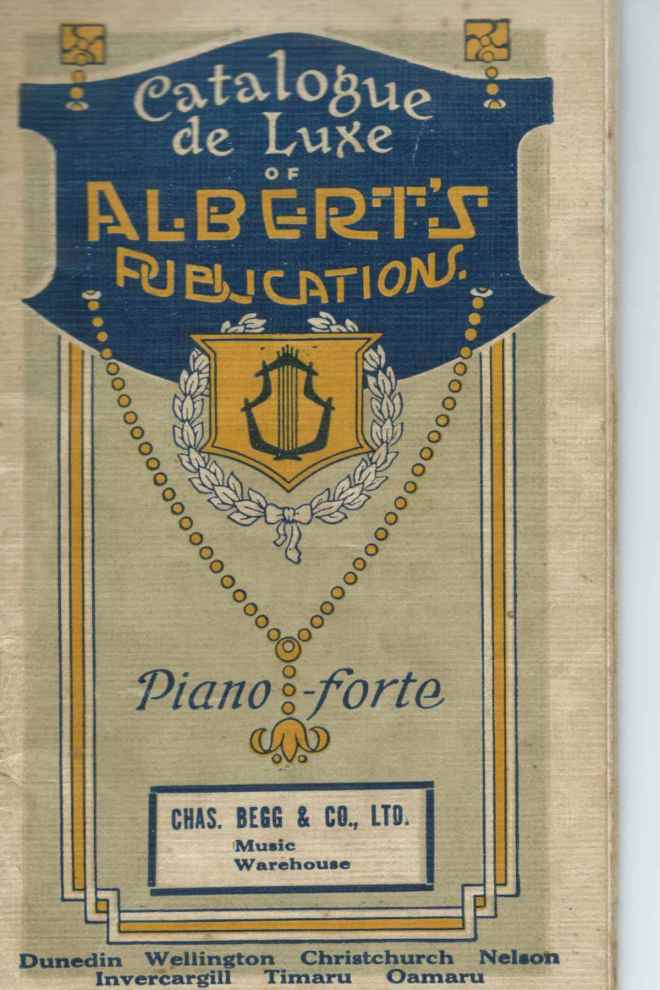 Catalogue
de Luxe
OF
ALBERT'S
PUBLICATIONS.
Piano-forte
CHAS. BEGG & CO., LTD.
Music
Warehouse
Dunedin Wellington Christchurch Nelson
Invercargill Timaru Oamaru